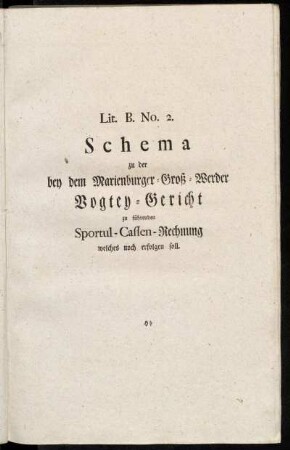 Lit. B. No. 2.
Schema
zu der
bey dem Marienburger-Groß-Werder
Vogtey-Gericht
zu führenden
Sportul-Cassen-Rechnung
welches noch erfolgen soll.